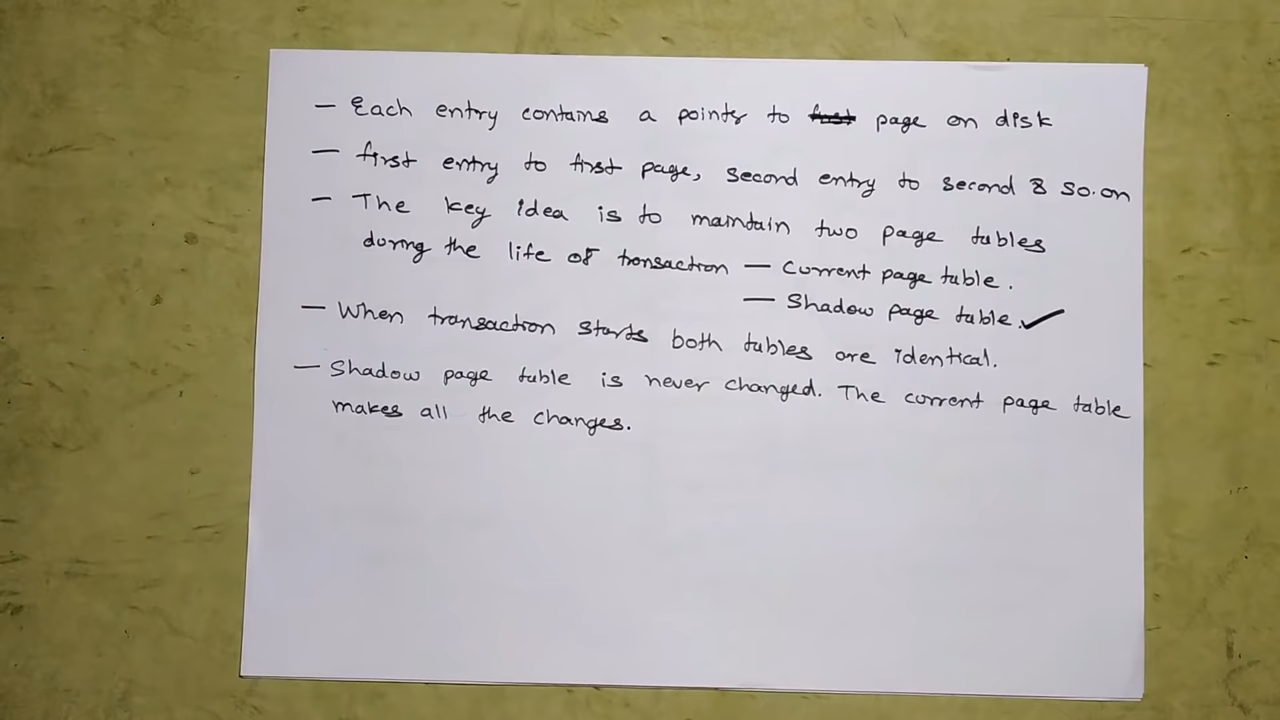 — Each entry contains a points to page on disk
— first entry to first page, second entry to second & so.on
- The key idea is to maintain two page tables
during the life of transaction — Current page table.
— Shadow page table. ✓
— When transaction starts both tables are identical.
— Shadow page table is never changed. The current page table
makes all the changes.